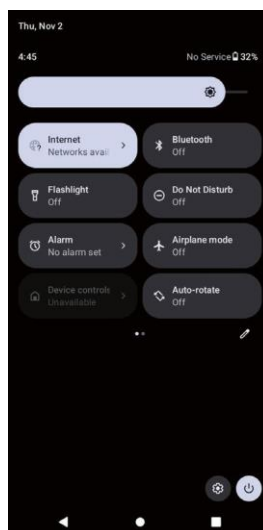 Thu, Nov 2
4:45 No Service 32%
Internet
Networks avail
Bluetooth
Off
Flashlight
Off
Do Not Disturb
Off
Alarm
No alarm set
Airplane mode
Off
Device controls
Unavailable
Auto-rotate
Off